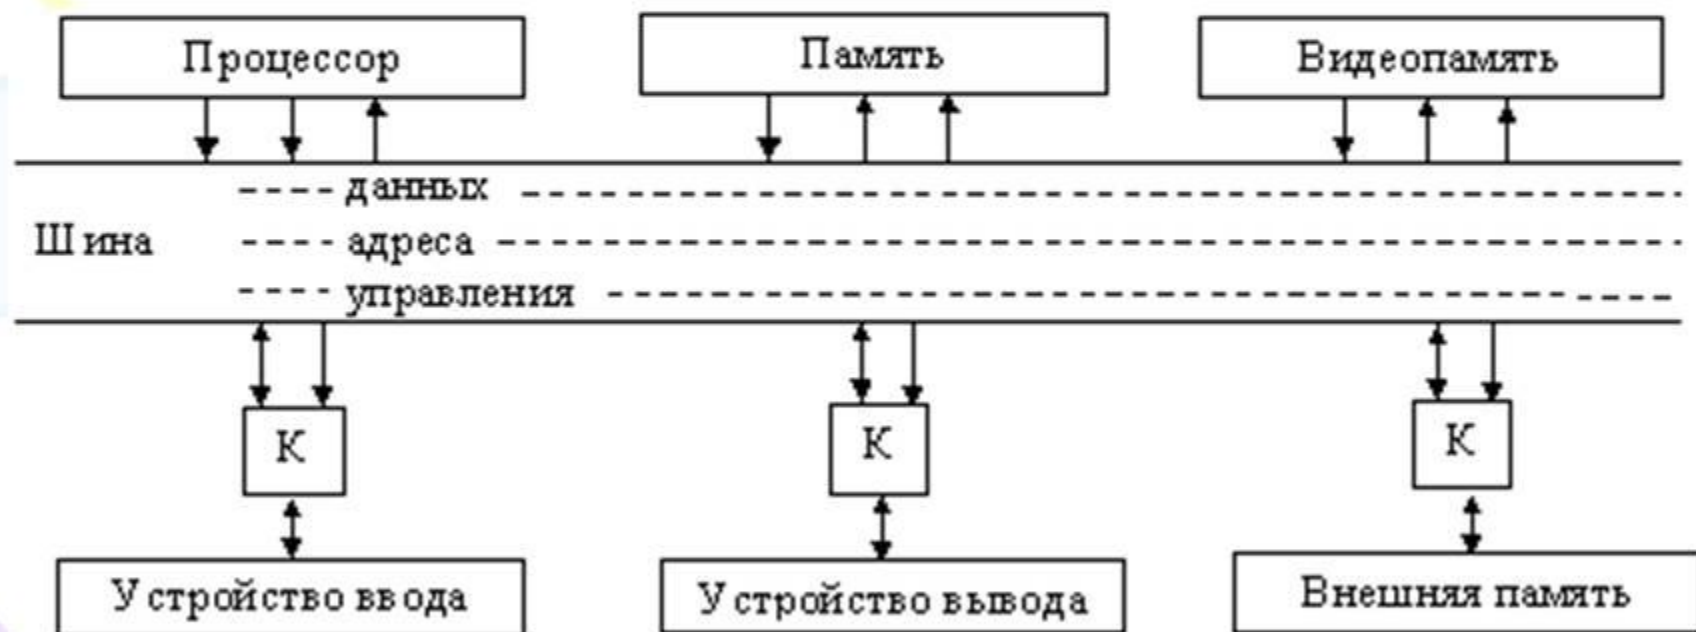 Процессор
Память
Видеопамять
данных
Шина адреса
управления
К
К
К
Устройство ввода
Устройство вывода
Внешняя память